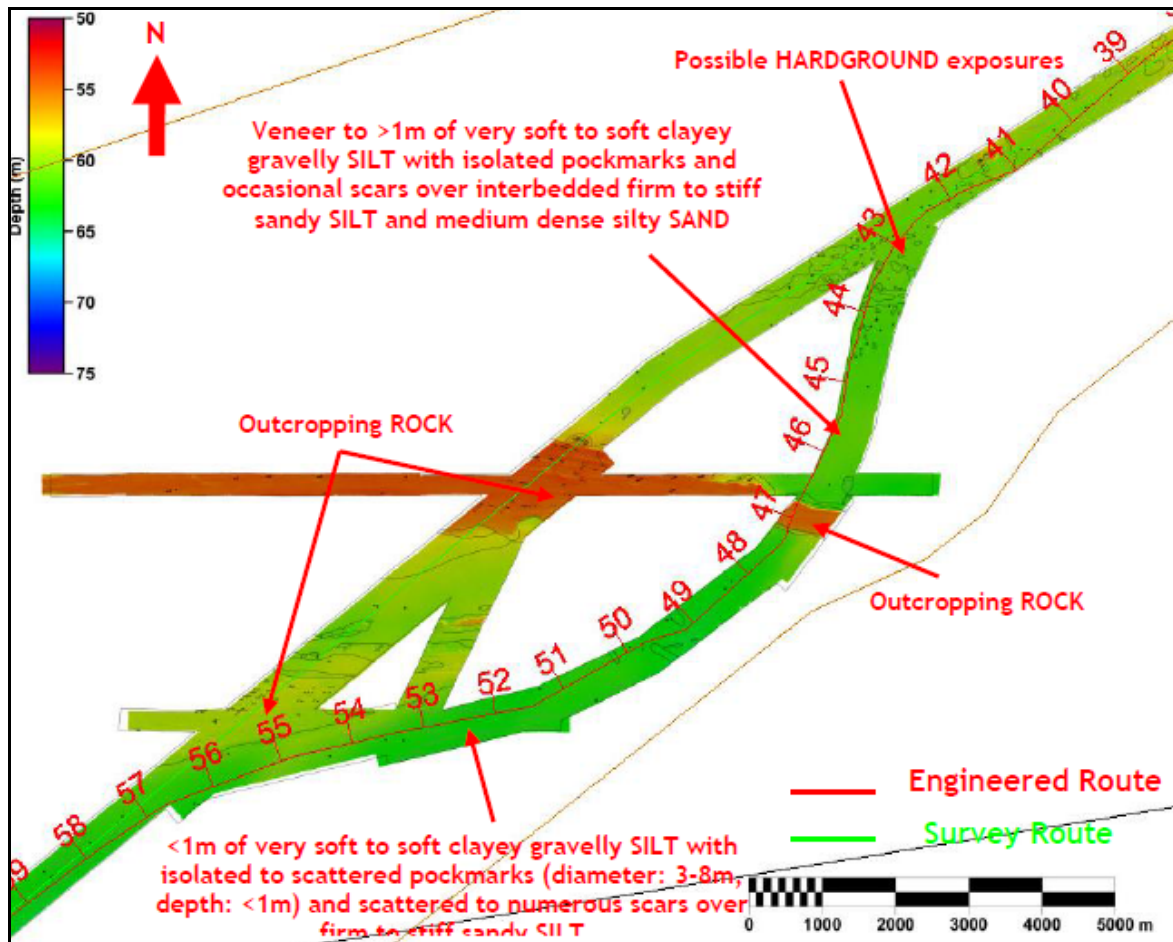 50
55
60
65
70
75
Depth (m)
N
Possible HARDGROUND exposures
Veneer to >1m of very soft to soft clayey
gravelly SILT with isolated pockmarks and
occasional scars over interbedded firm to stiff
sandy SILT and medium dense silty SAND
39
40
41
42
43
44
45
46
47
48
49
50
51
52
53
54
55
56
57
58
Outcropping ROCK
Outcropping ROCK
Engineered Route
Survey Route
<1m of very soft to soft clayey gravelly SILT with
isolated to scattered pockmarks (diameter: 3-8m,
depth: <1m) and scattered to numerous scars over
firm to stiff sandy SILT
0 1000 2000 3000 4000 5000 m